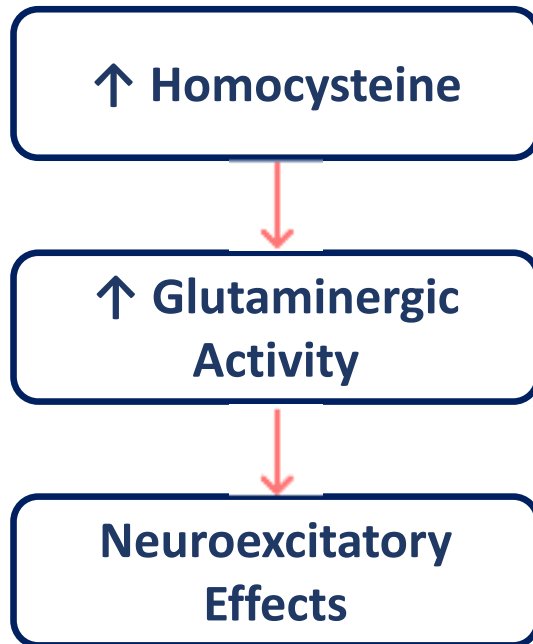 ↑ Homocysteine
↑ Glutaminergic
Activity
Neuroexcitatory
Effects